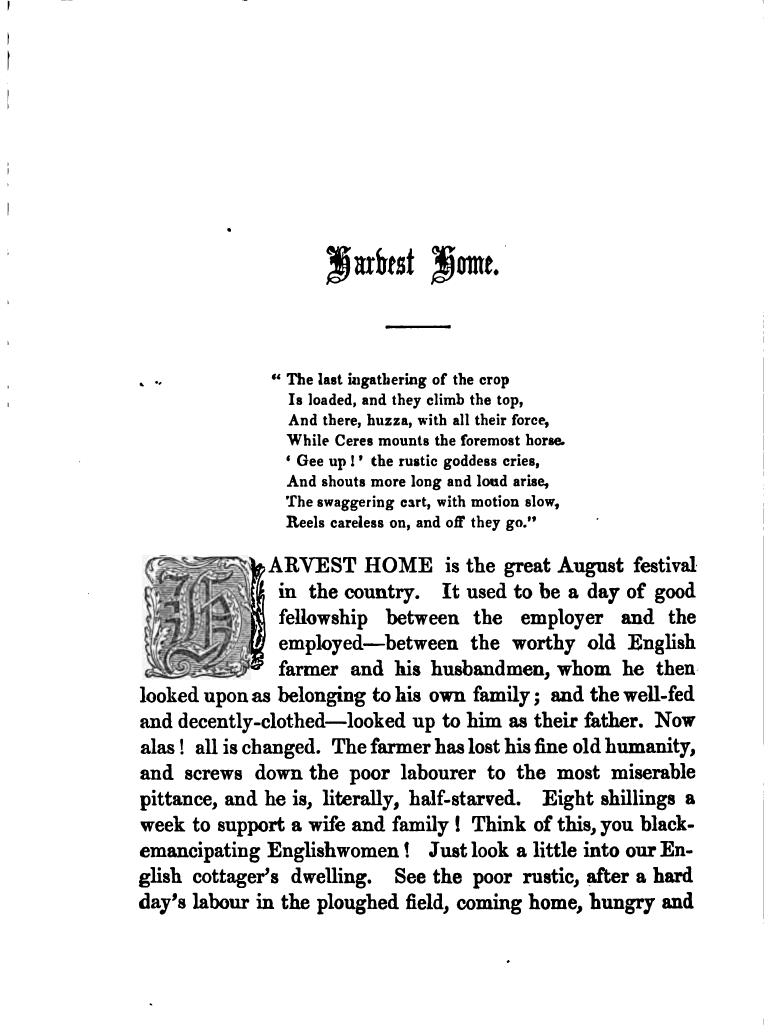 Harvest Home.
“ The last ingathering of the crop
Is loaded, and they climb the top,
And there, huzza, with all their force,
While Ceres mounts the foremost horse.
‘ Gee up !’ the rustic goddess cries,
And shouts more long and loud arise,
The swaggering cart, with motion slow,
Reels careless on, and off they go.”
HARVEST HOME is the great August festival
in the country. It used to be a day of good
fellowship between the employer and the
employed—between the worthy old English
farmer and his husbandmen, whom he then
looked upon as belonging to his own family ; and the well-fed
and decently-clothed—looked up to him as their father. Now
alas ! all is changed. The farmer has lost his fine old humanity,
and screws down the poor labourer to the most miserable
pittance, and he is, literally, half-starved. Eight shillings a
week to support a wife and family ! Think of this, you black-
emancipating Englishwomen ! Just look a little into our En-
glish cottager’s dwelling. See the poor rustic, after a hard
day’s labour in the ploughed field, coming home, hungry and